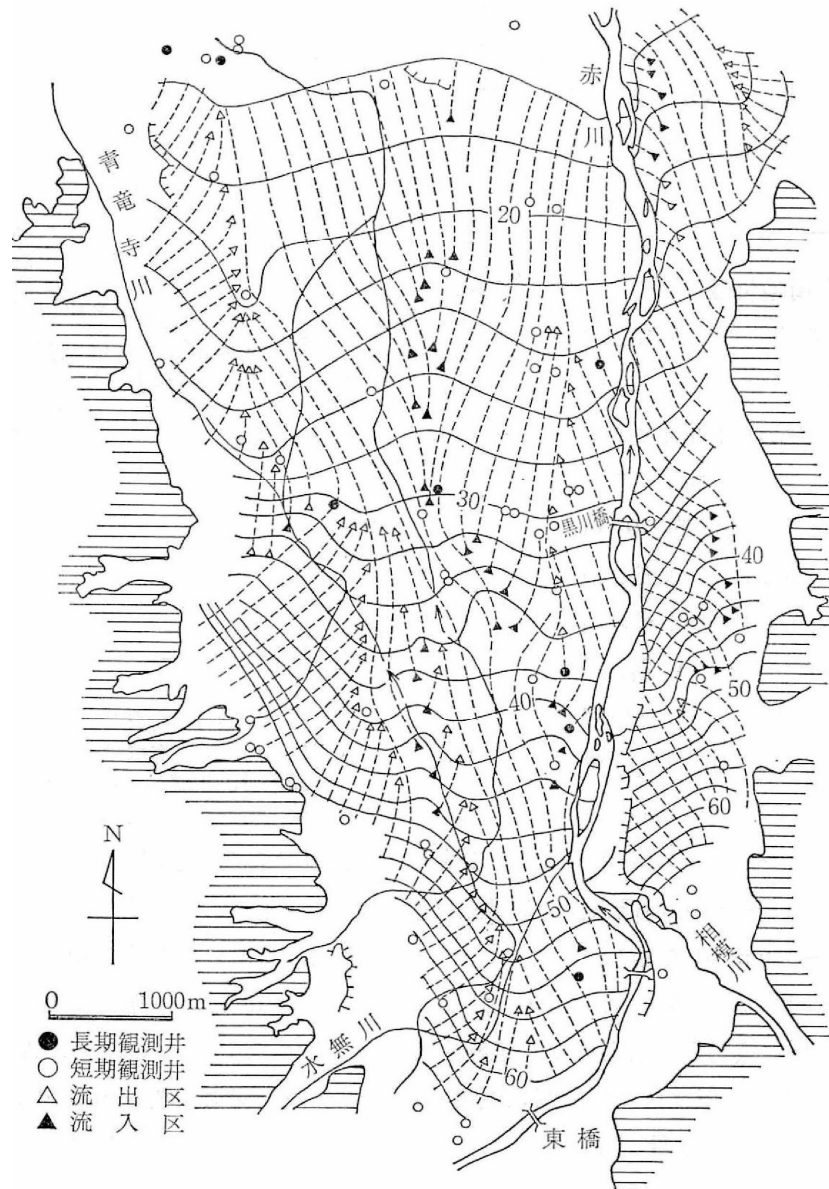 赤川
青竜寺川
20
30
黒川橋
40
50
40
60
N
50
0 1000m
● 長期観測井
○ 短期観測井
△ 流出区
▲ 流入区
水無川
相模川
60
東橋